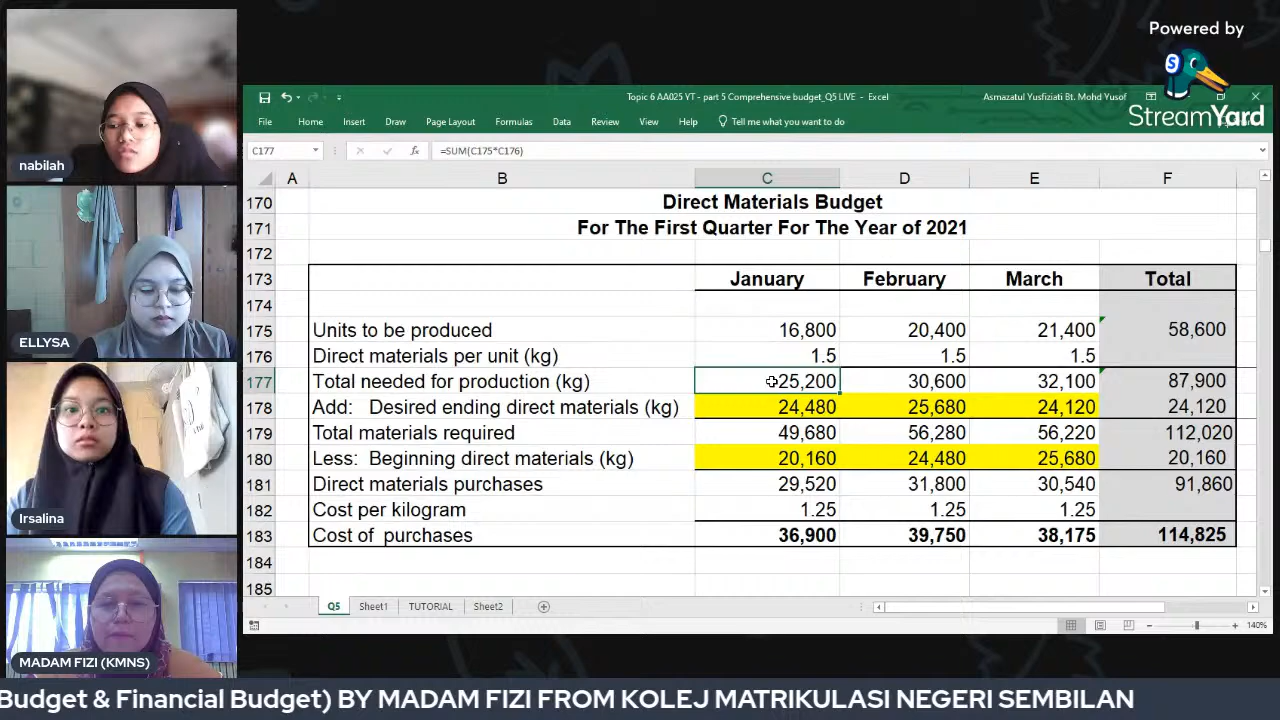 Powered by
StreamYard
nabilah
ELLYSA
Irsalina
MADAM FIZI (KMNS)
Topic 6 AA025 YT - part 5 Comprehensive budget_Q5 LIVE - Excel
Asmazatul Yusfiziati Bt. Mohd Yusof
File Home Insert Draw Page Layout Formulas Data Review View Help Tell me what you want to do
C177 fx =SUM(C175*C176)
A B C D E F
170 Direct Materials Budget
171 For The First Quarter For The Year of 2021
172
173 January February March Total
174
175 Units to be produced 16,800 20,400 21,400 58,600
176 Direct materials per unit (kg) 1.5 1.5 1.5
177 Total needed for production (kg) 25,200 30,600 32,100 87,900
178 Add: Desired ending direct materials (kg) 24,480 25,680 24,120 24,120
179 Total materials required 49,680 56,280 56,220 112,020
180 Less: Beginning direct materials (kg) 20,160 24,480 25,680 20,160
181 Direct materials purchases 29,520 31,800 30,540 91,860
182 Cost per kilogram 1.25 1.25 1.25
183 Cost of purchases 36,900 39,750 38,175 114,825
184
185
Q5 Sheet1 TUTORIAL Sheet2
140%
Budget & Financial Budget) BY MADAM FIZI FROM KOLEJ MATRIKULASI NEGERI SEMBILAN